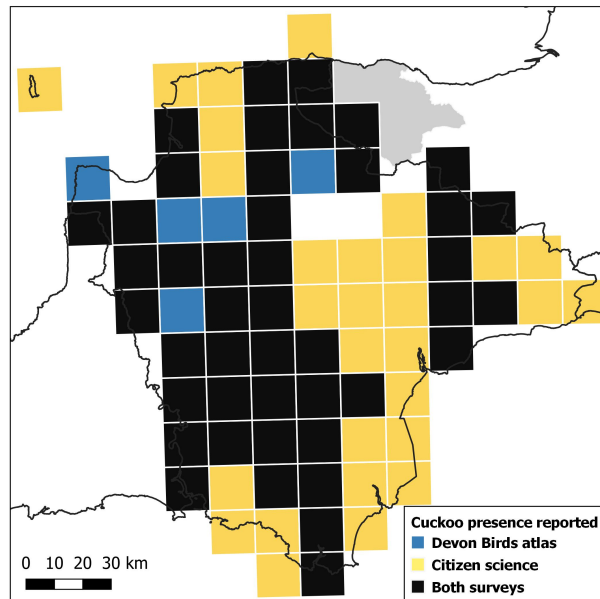 Cuckoo presence reported
Devon Birds atlas
Citizen science
Both surveys
0 10 20 30 km